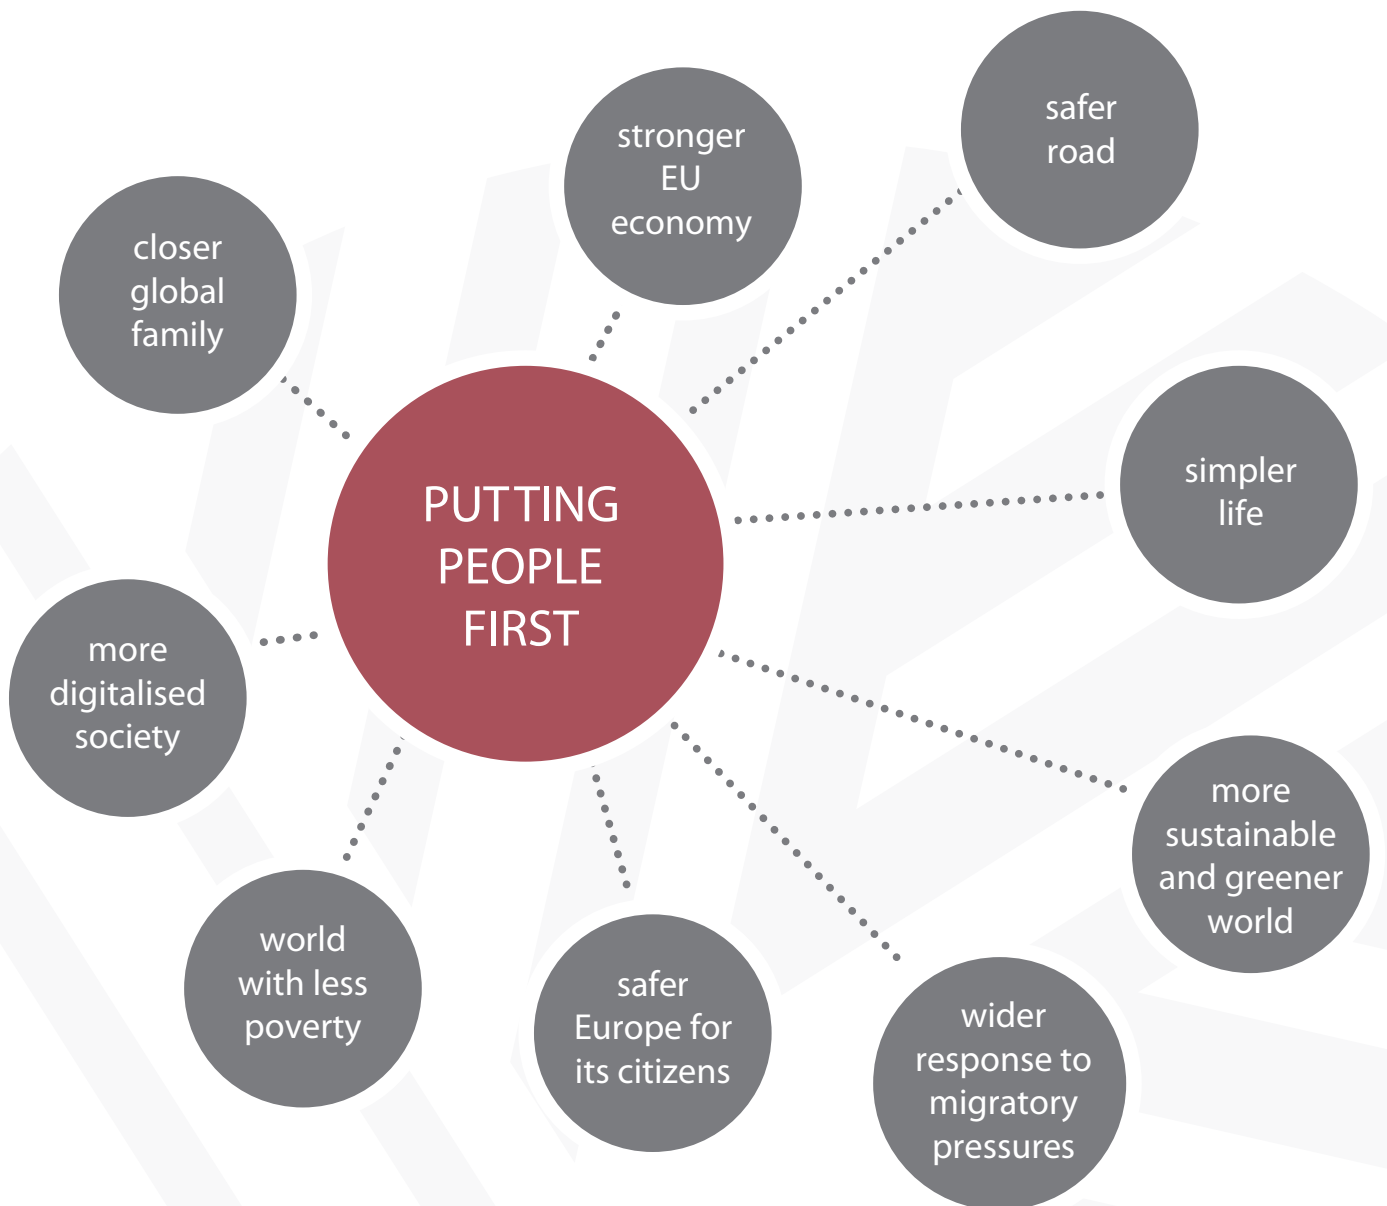 safer
road
stronger
EU
economy
closer
global
family
simpler
life
PUTTING
PEOPLE
FIRST
more
digitalised
society
more
sustainable
and greener
world
world
with less
poverty
safer
Europe for
its citizens
wider
response to
migratory
pressures